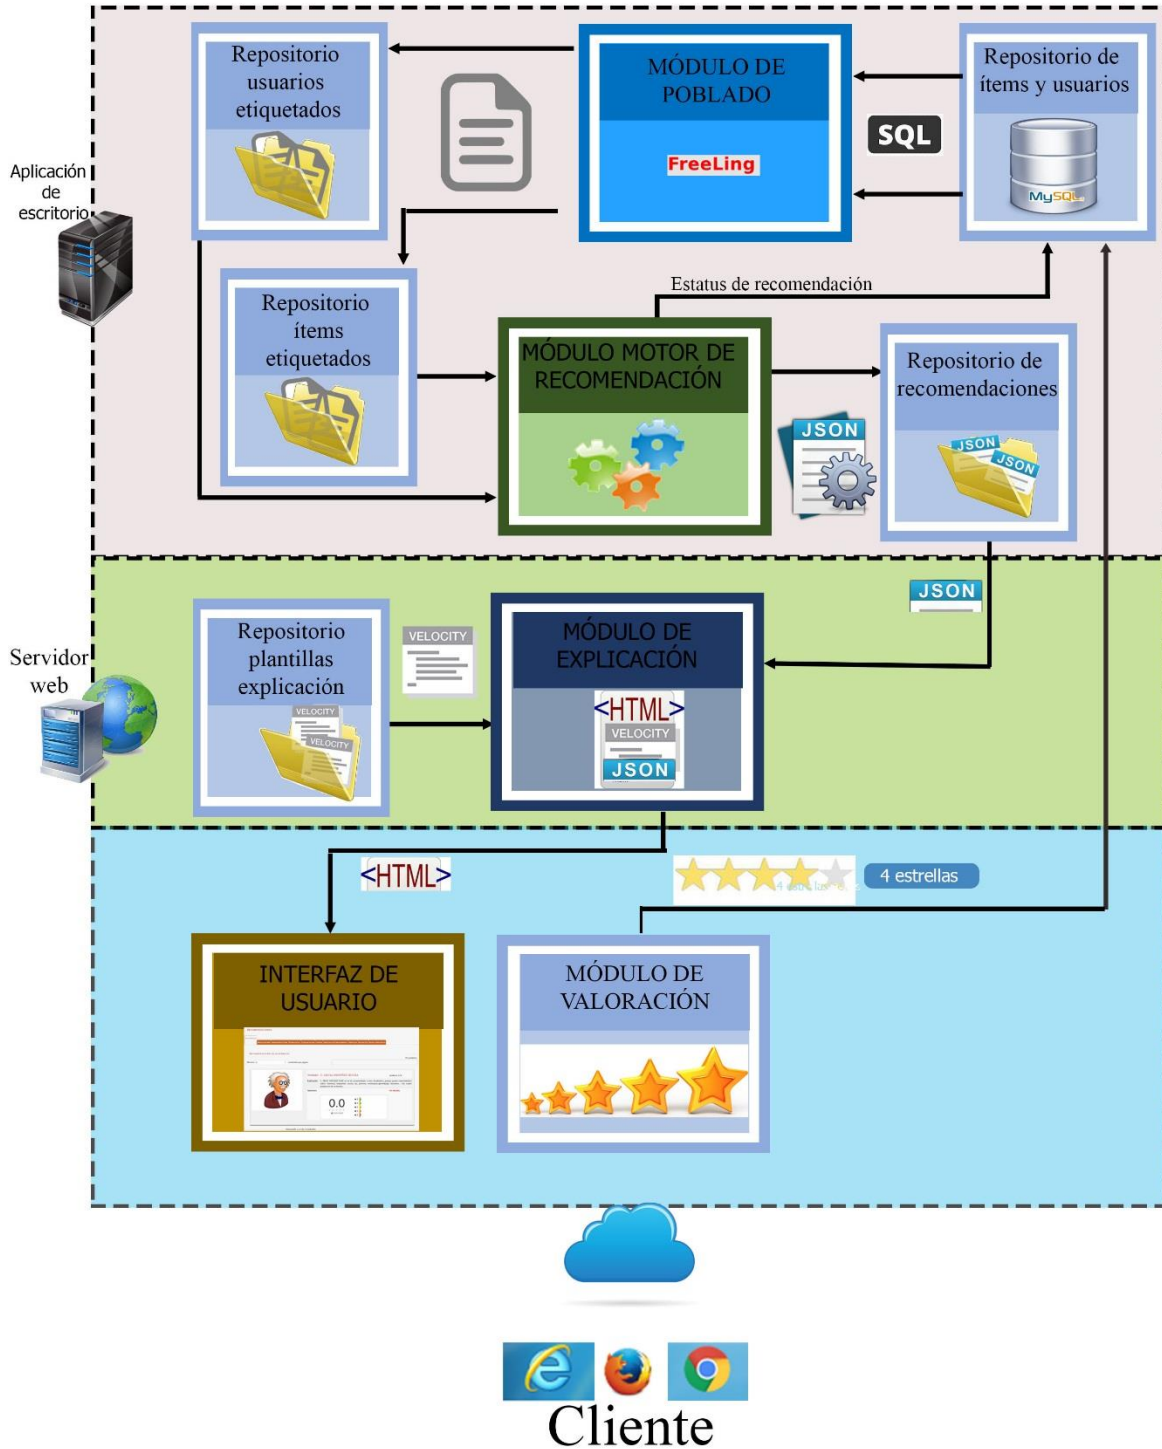 Repositorio
usuarios
etiquetados
MÓDULO DE
POBLADO
FreeLing
SQL
Repositorio de
ítems y usuarios
MySQL
Aplicación
de
escritorio
Estatus de recomendación
Repositorio
ítems
etiquetados
MÓDULO MOTOR DE
RECOMENDACIÓN
JSON
Repositorio de
recomendaciones
JSON
JSON
JSON
Servidor
web
Repositorio
plantillas
explicación
VELOCITY
VELOCITY
VELOCITY
MÓDULO DE
EXPLICACIÓN
<HTML>
VELOCITY
JSON
<HTML>
4 estrellas
INTERFAZ DE
USUARIO
0.0
MÓDULO DE
VALORACIÓN
Cliente